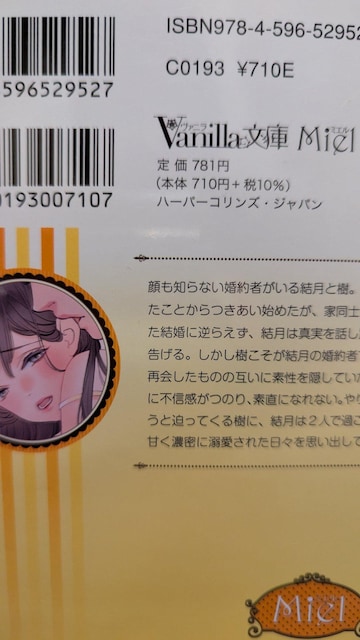 ISBN978-4-596-52952
C0193 ¥710E
596529527
0193007107
Vanilla文庫 Miel
定価 781円
(本体 710円+税10%)
ハーパーコリンズ・ジャパン
顔も知らない婚約者がいる結月と樹。
たことからつきあい始めたが、家同士
た結婚に逆らえず、結月は真実を話し
告げる。しかし樹こそが結月の婚約者
再会したものの互いに素性を隠していた
に不信感がつのり、素直になれない。や
うと迫ってくる樹に、結月は2人で過ご
甘く濃密に溺愛された日々を思い出して
Miel